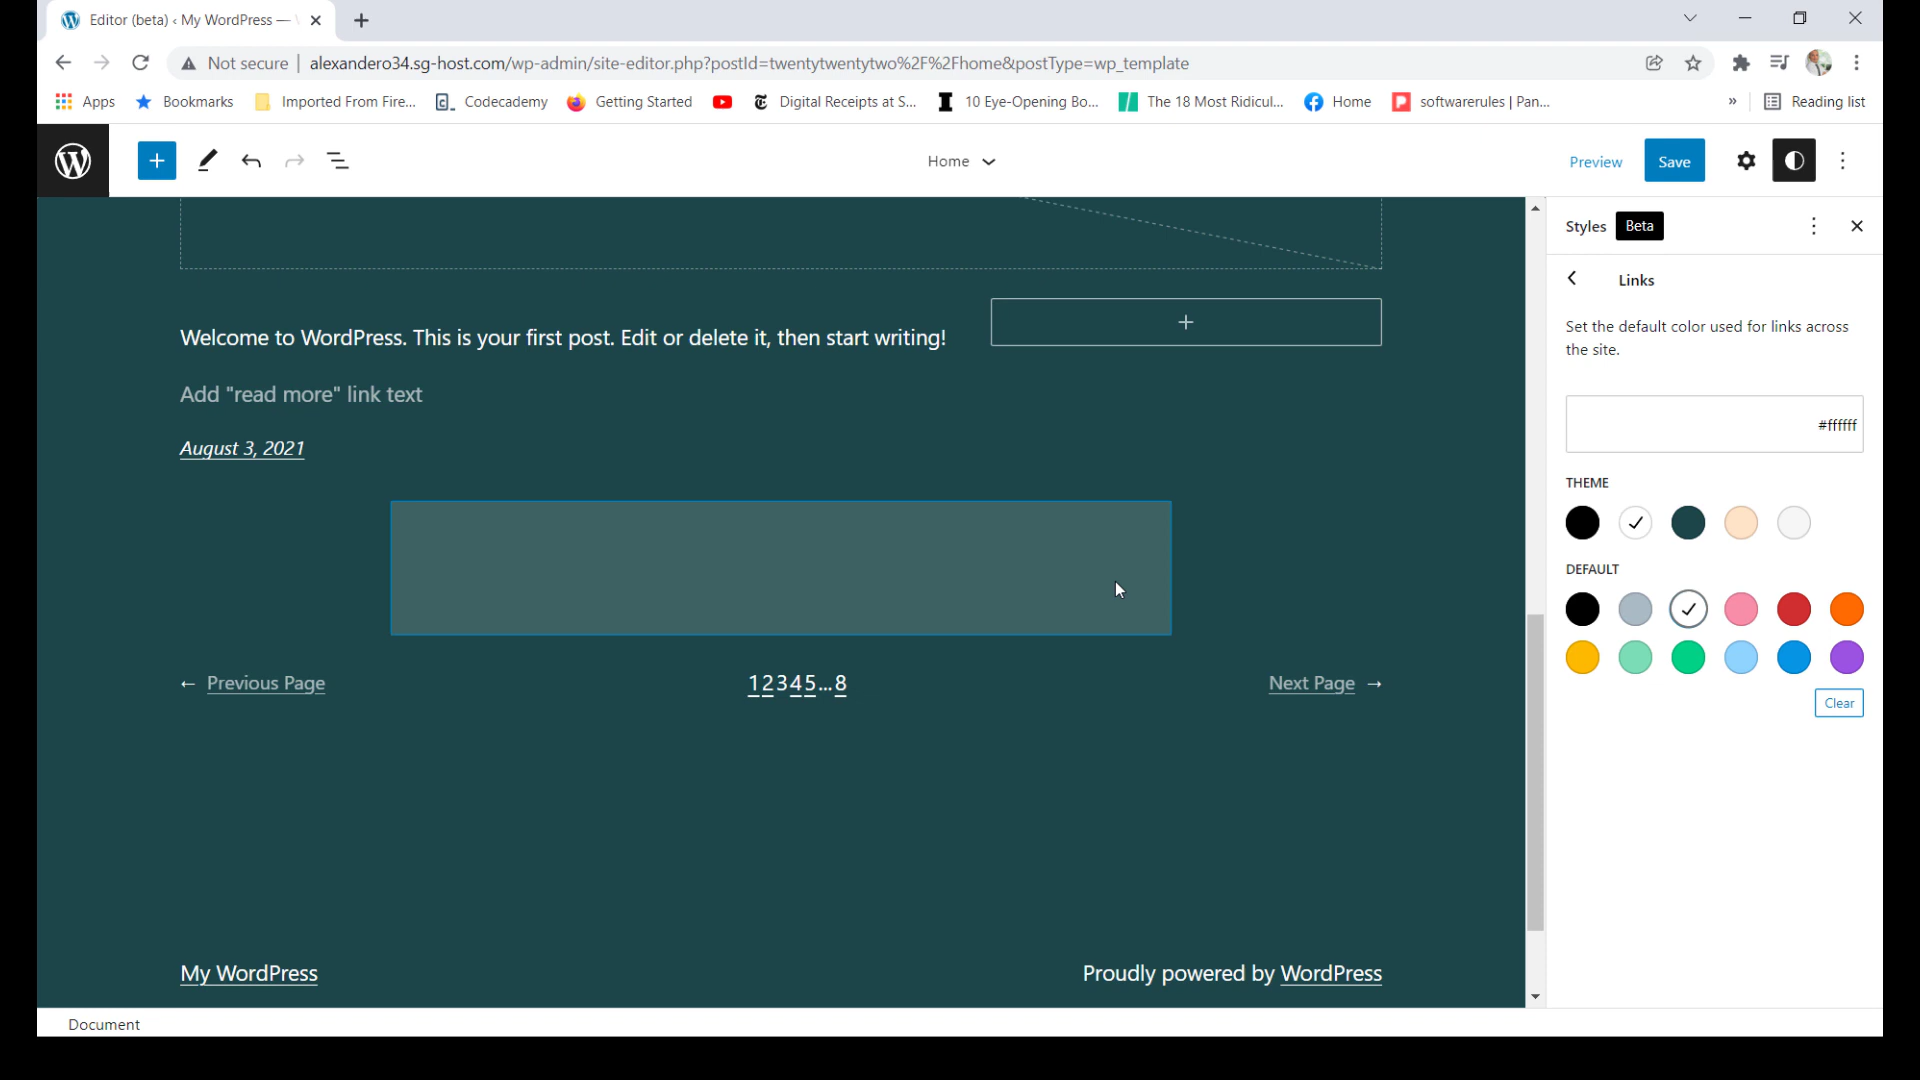 Editor (beta) ‹ My WordPress —
Not secure | alexandero34.sg-host.com/wp-admin/site-editor.php?postId=twentytwentytwo%2F%2Fhome&postType=wp_template
Apps Bookmarks Imported From Fire... Codecademy Getting Started Digital Receipts at S... 10 Eye-Opening Bo... The 18 Most Ridicul... Home softwarerules | Pan... » Reading list
Home Preview Save
Styles Beta
Links
Set the default color used for links across
the site.
#ffffff
THEME
DEFAULT
Clear
Welcome to WordPress. This is your first post. Edit or delete it, then start writing!
Add "read more" link text
August 3, 2021
← Previous Page 12345...8 Next Page →
My WordPress Proudly powered by WordPress
Document